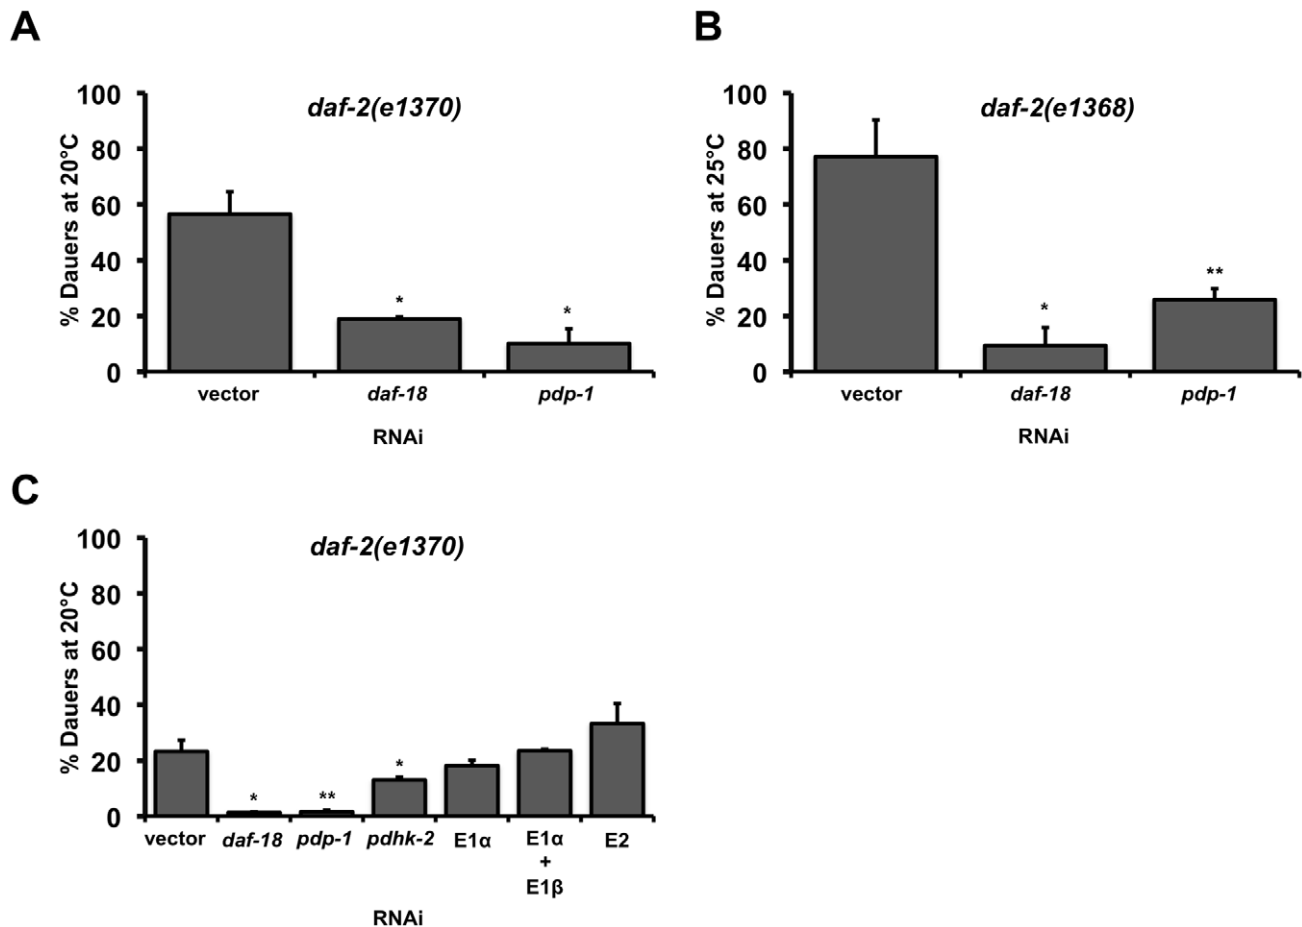 A
daf-2(e1370)
% Dauers at 20°C
100
80
60
40
20
0
*
*
vector
daf-18
pdp-1
RNAi
B
daf-2(e1368)
% Dauers at 25°C
100
80
60
40
20
0
*
**
vector
daf-18
pdp-1
RNAi
C
daf-2(e1370)
% Dauers at 20°C
100
80
60
40
20
0
*
**
*
vector
daf-18
pdp-1
pdhk-2
E1α
E1α
+
E1β
E2
RNAi